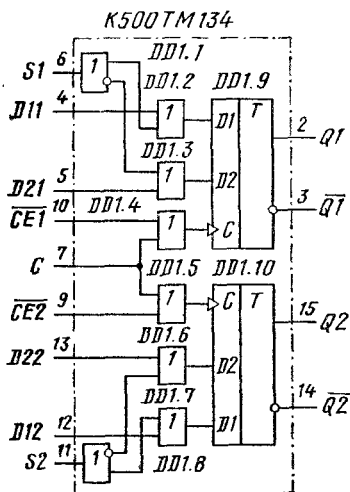 К500ТМ134
DD1.1
6
S1
1
DD1.2
DD1.9
4
D11
1
D1
T
2
Q1
DD1.3
5
D21
1
D2
3
Q1
10
CE1
DD1.4
1
C
7
C
DD1.5
DD1.10
9
CE2
1
C
T
15
Q2
13
D22
DD1.6
1
D2
14
Q2
DD1.7
12
D12
1
D1
11
S2
1
DD1.8